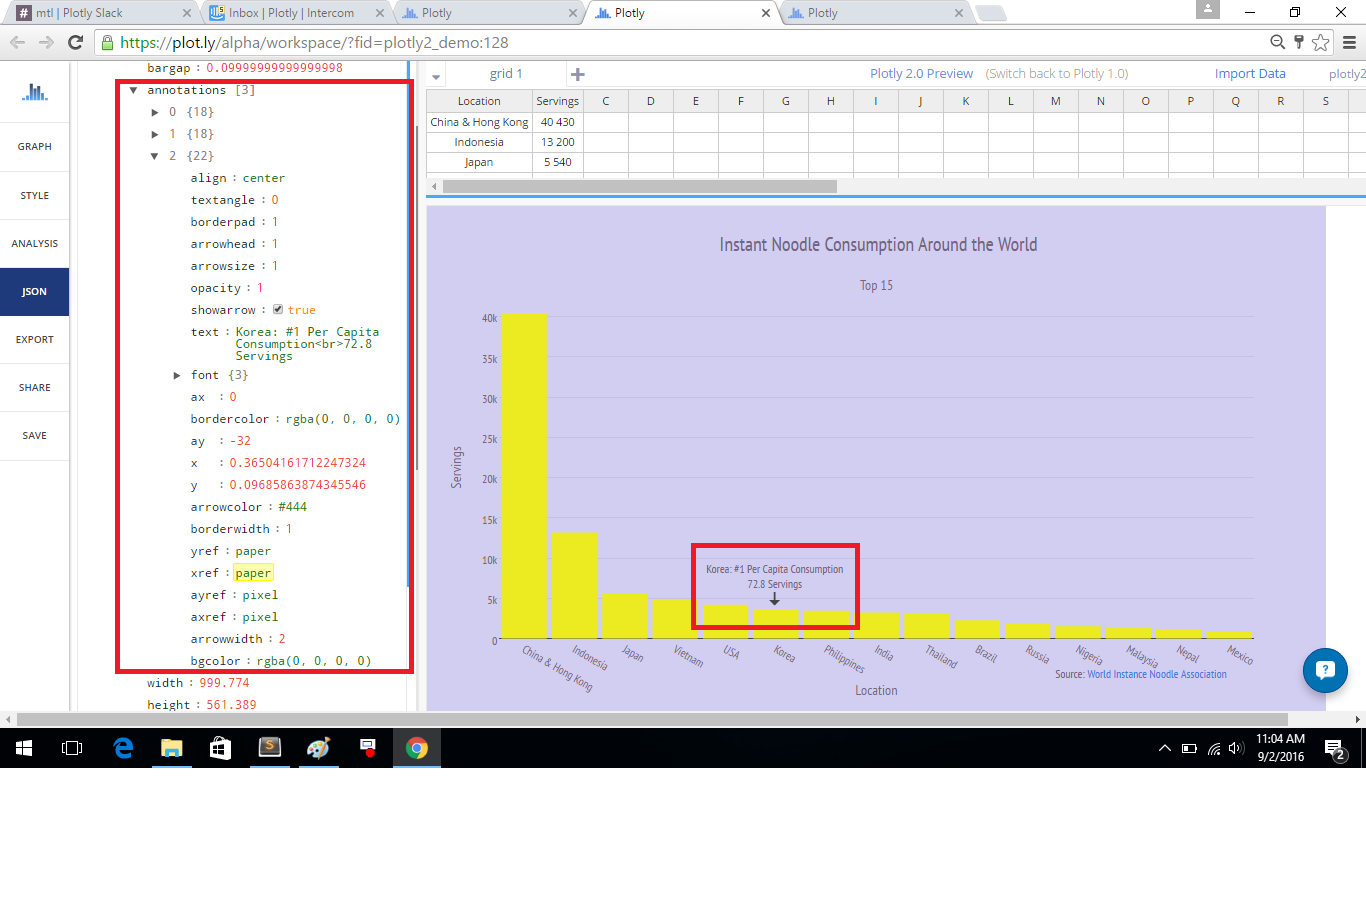 mtl | Plotly Slack
Inbox | Plotly | Intercom
Plotly
Plotly
Plotly
https://plot.ly/alpha/workspace/?fid=plotly2_demo:128
GRAPH
STYLE
ANALYSIS
JSON
EXPORT
SHARE
SAVE
bargap : 0.09999999999999998
annotations [3]
0 {18}
1 {18}
2 {22}
align : center
textangle : 0
borderpad : 1
arrowhead : 1
arrowsize : 1
opacity : 1
showarrow : true
text : Korea: #1 Per Capita
Consumption<br>72.8
Servings
font {3}
ax : 0
bordercolor : rgba(0, 0, 0, 0)
ay : -32
x : 0.36504161712247324
y : 0.09685863874345546
arrowcolor : #444
borderwidth : 1
yref : paper
xref : paper
ayref : pixel
axref : pixel
arrowwidth : 2
bgcolor : rgba(0, 0, 0, 0)
width : 999.774
height : 561.389
grid 1
Plotly 2.0 Preview (Switch back to Plotly 1.0)
Import Data
plotly2
Location Servings C D E F G H I J K L M N O P Q R S
China & Hong Kong 40 430
Indonesia 13 200
Japan 5 540
Instant Noodle Consumption Around the World
Top 15
Servings
40k
35k
30k
25k
20k
15k
10k
5k
0
Korea: #1 Per Capita Consumption
72.8 Servings
China & Hong Kong
Indonesia
Japan
Vietnam
USA
Korea
Philippines
India
Thailand
Brazil
Russia
Nigeria
Malaysia
Nepal
Mexico
Source: World Instance Noodle Association
Location
11:04 AM
9/2/2016
2